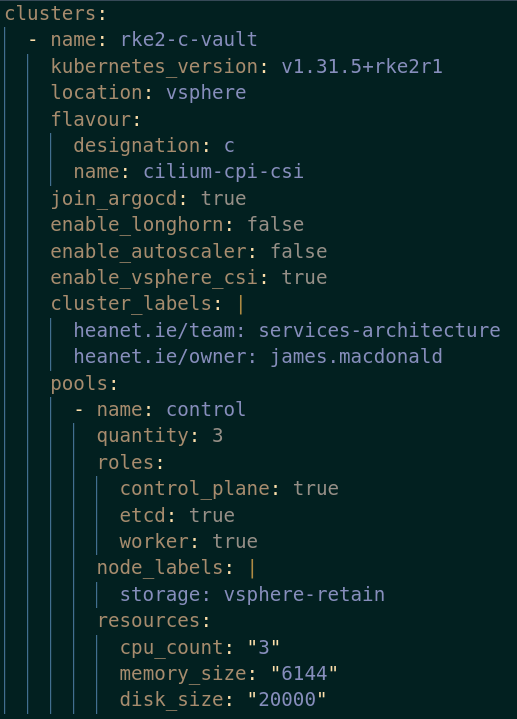 clusters:
  - name: rke2-c-vault
    kubernetes_version: v1.31.5+rke2r1
    location: vsphere
    flavour:
      designation: c
      name: cilium-cpi-csi
    join_argocd: true
    enable_longhorn: false
    enable_autoscaler: false
    enable_vsphere_csi: true
    cluster_labels: |
      heanet.ie/team: services-architecture
      heanet.ie/owner: james.macdonald
    pools:
      - name: control
        quantity: 3
        roles:
          control_plane: true
          etcd: true
          worker: true
        node_labels: |
          storage: vsphere-retain
        resources:
          cpu_count: "3"
          memory_size: "6144"
          disk_size: "20000"